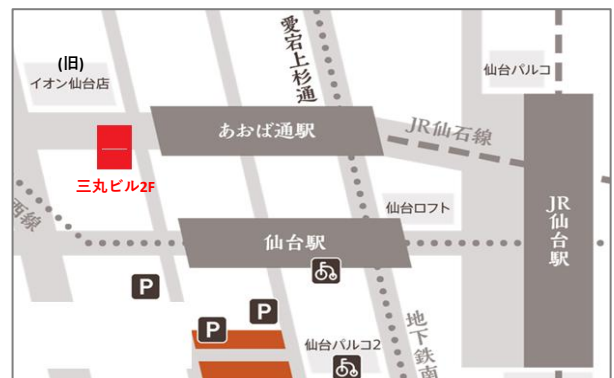 (旧)
イオン仙台店
愛宕上杉通
仙台パルコ
あおば通駅
JR仙石線
三丸ビル2F
西線
仙台駅
仙台ロフト
JR仙台駅
P
P
P
仙台パルコ2
地下鉄南